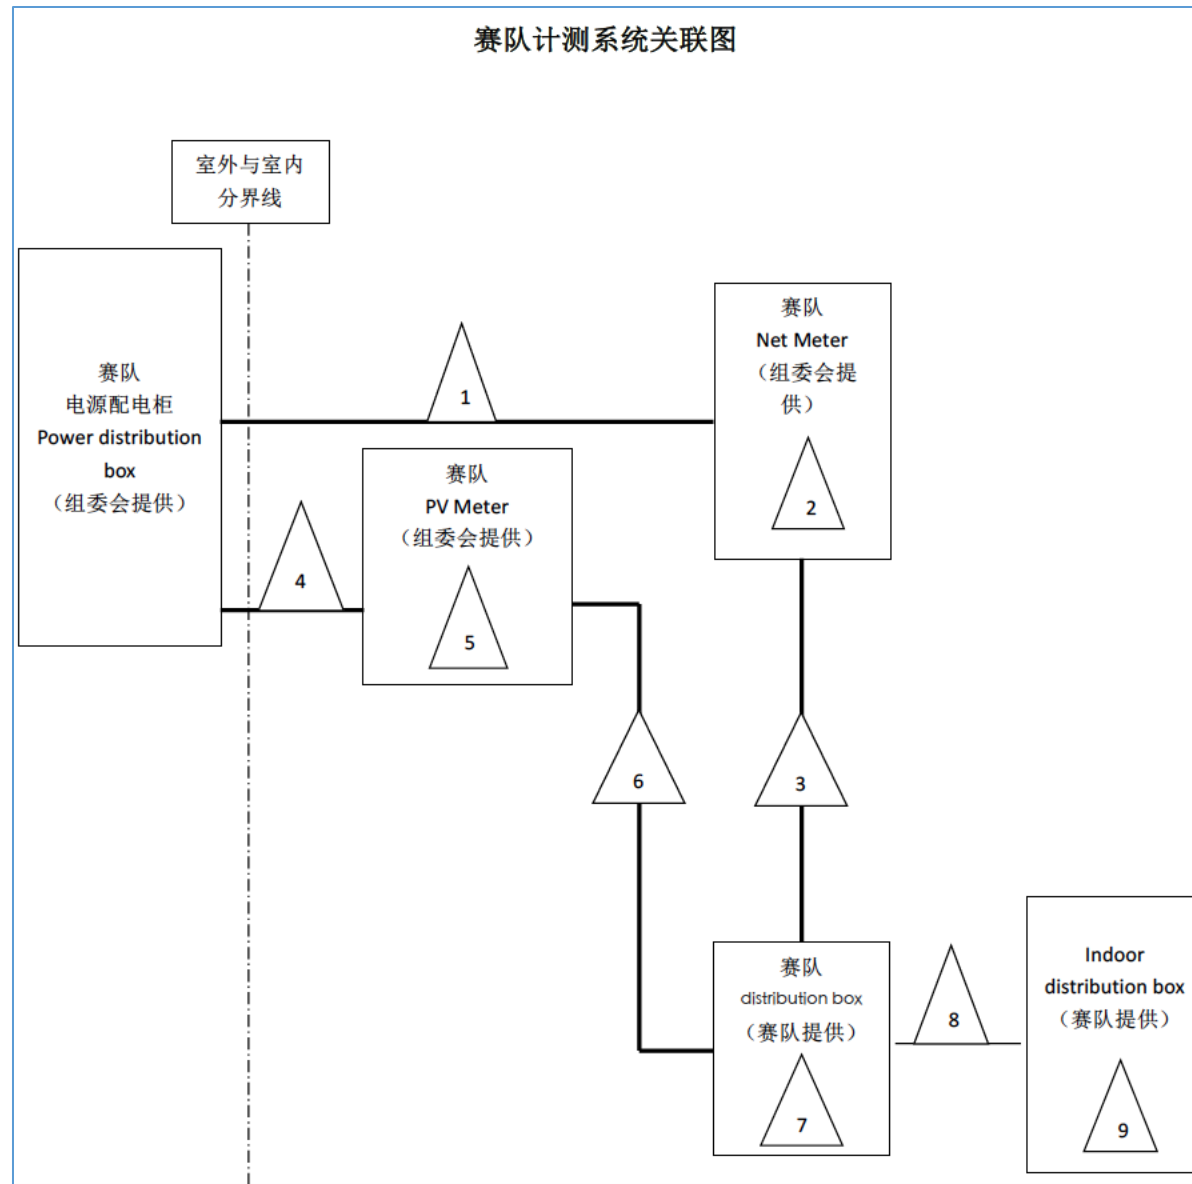 赛队计测系统关联图
室外与室内
分界线
赛队
电源配电柜
Power distribution
box
（组委会提供）
1
赛队
Net Meter
（组委会提
供）
2
赛队
PV Meter
（组委会提供）
4
5
6
3
赛队
distribution box
（赛队提供）
7
8
Indoor
distribution box
（赛队提供）
9